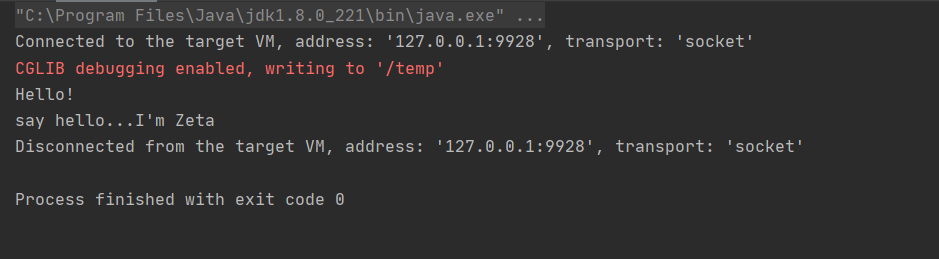 "C:\Program Files\Java\jdk1.8.0_221\bin\java.exe" ...
Connected to the target VM, address: '127.0.0.1:9928', transport: 'socket'
CGLIB debugging enabled, writing to '/temp'
Hello!
say hello...I'm Zeta
Disconnected from the target VM, address: '127.0.0.1:9928', transport: 'socket'
Process finished with exit code 0